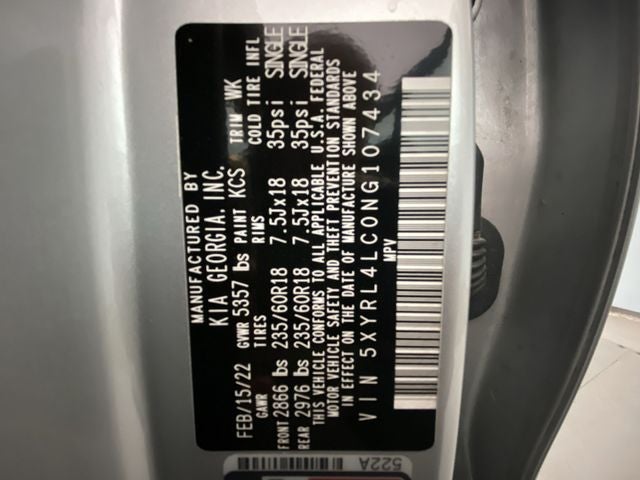 MANUFACTURED BY
KIA GEORGIA, INC.
FEB/15/22 GVWR 5357 lbs PAINT KCS TRIM WK
GAWR TIRES RIMS COLD TIRE INFL
FRONT 2866 lbs 235/60R18 7.5Jx18 35psi SINGLE
REAR 2976 lbs 235/60R18 7.5Jx18 35psi SINGLE
THIS VEHICLE CONFORMS TO ALL APPLICABLE U.S.A. FEDERAL
MOTOR VEHICLE SAFETY AND THEFT PREVENTION STANDARDS
IN EFFECT ON THE DATE OF MANUFACTURE SHOWN ABOVE
VIN 5XYRL4LC0NG107434
MPV
522A